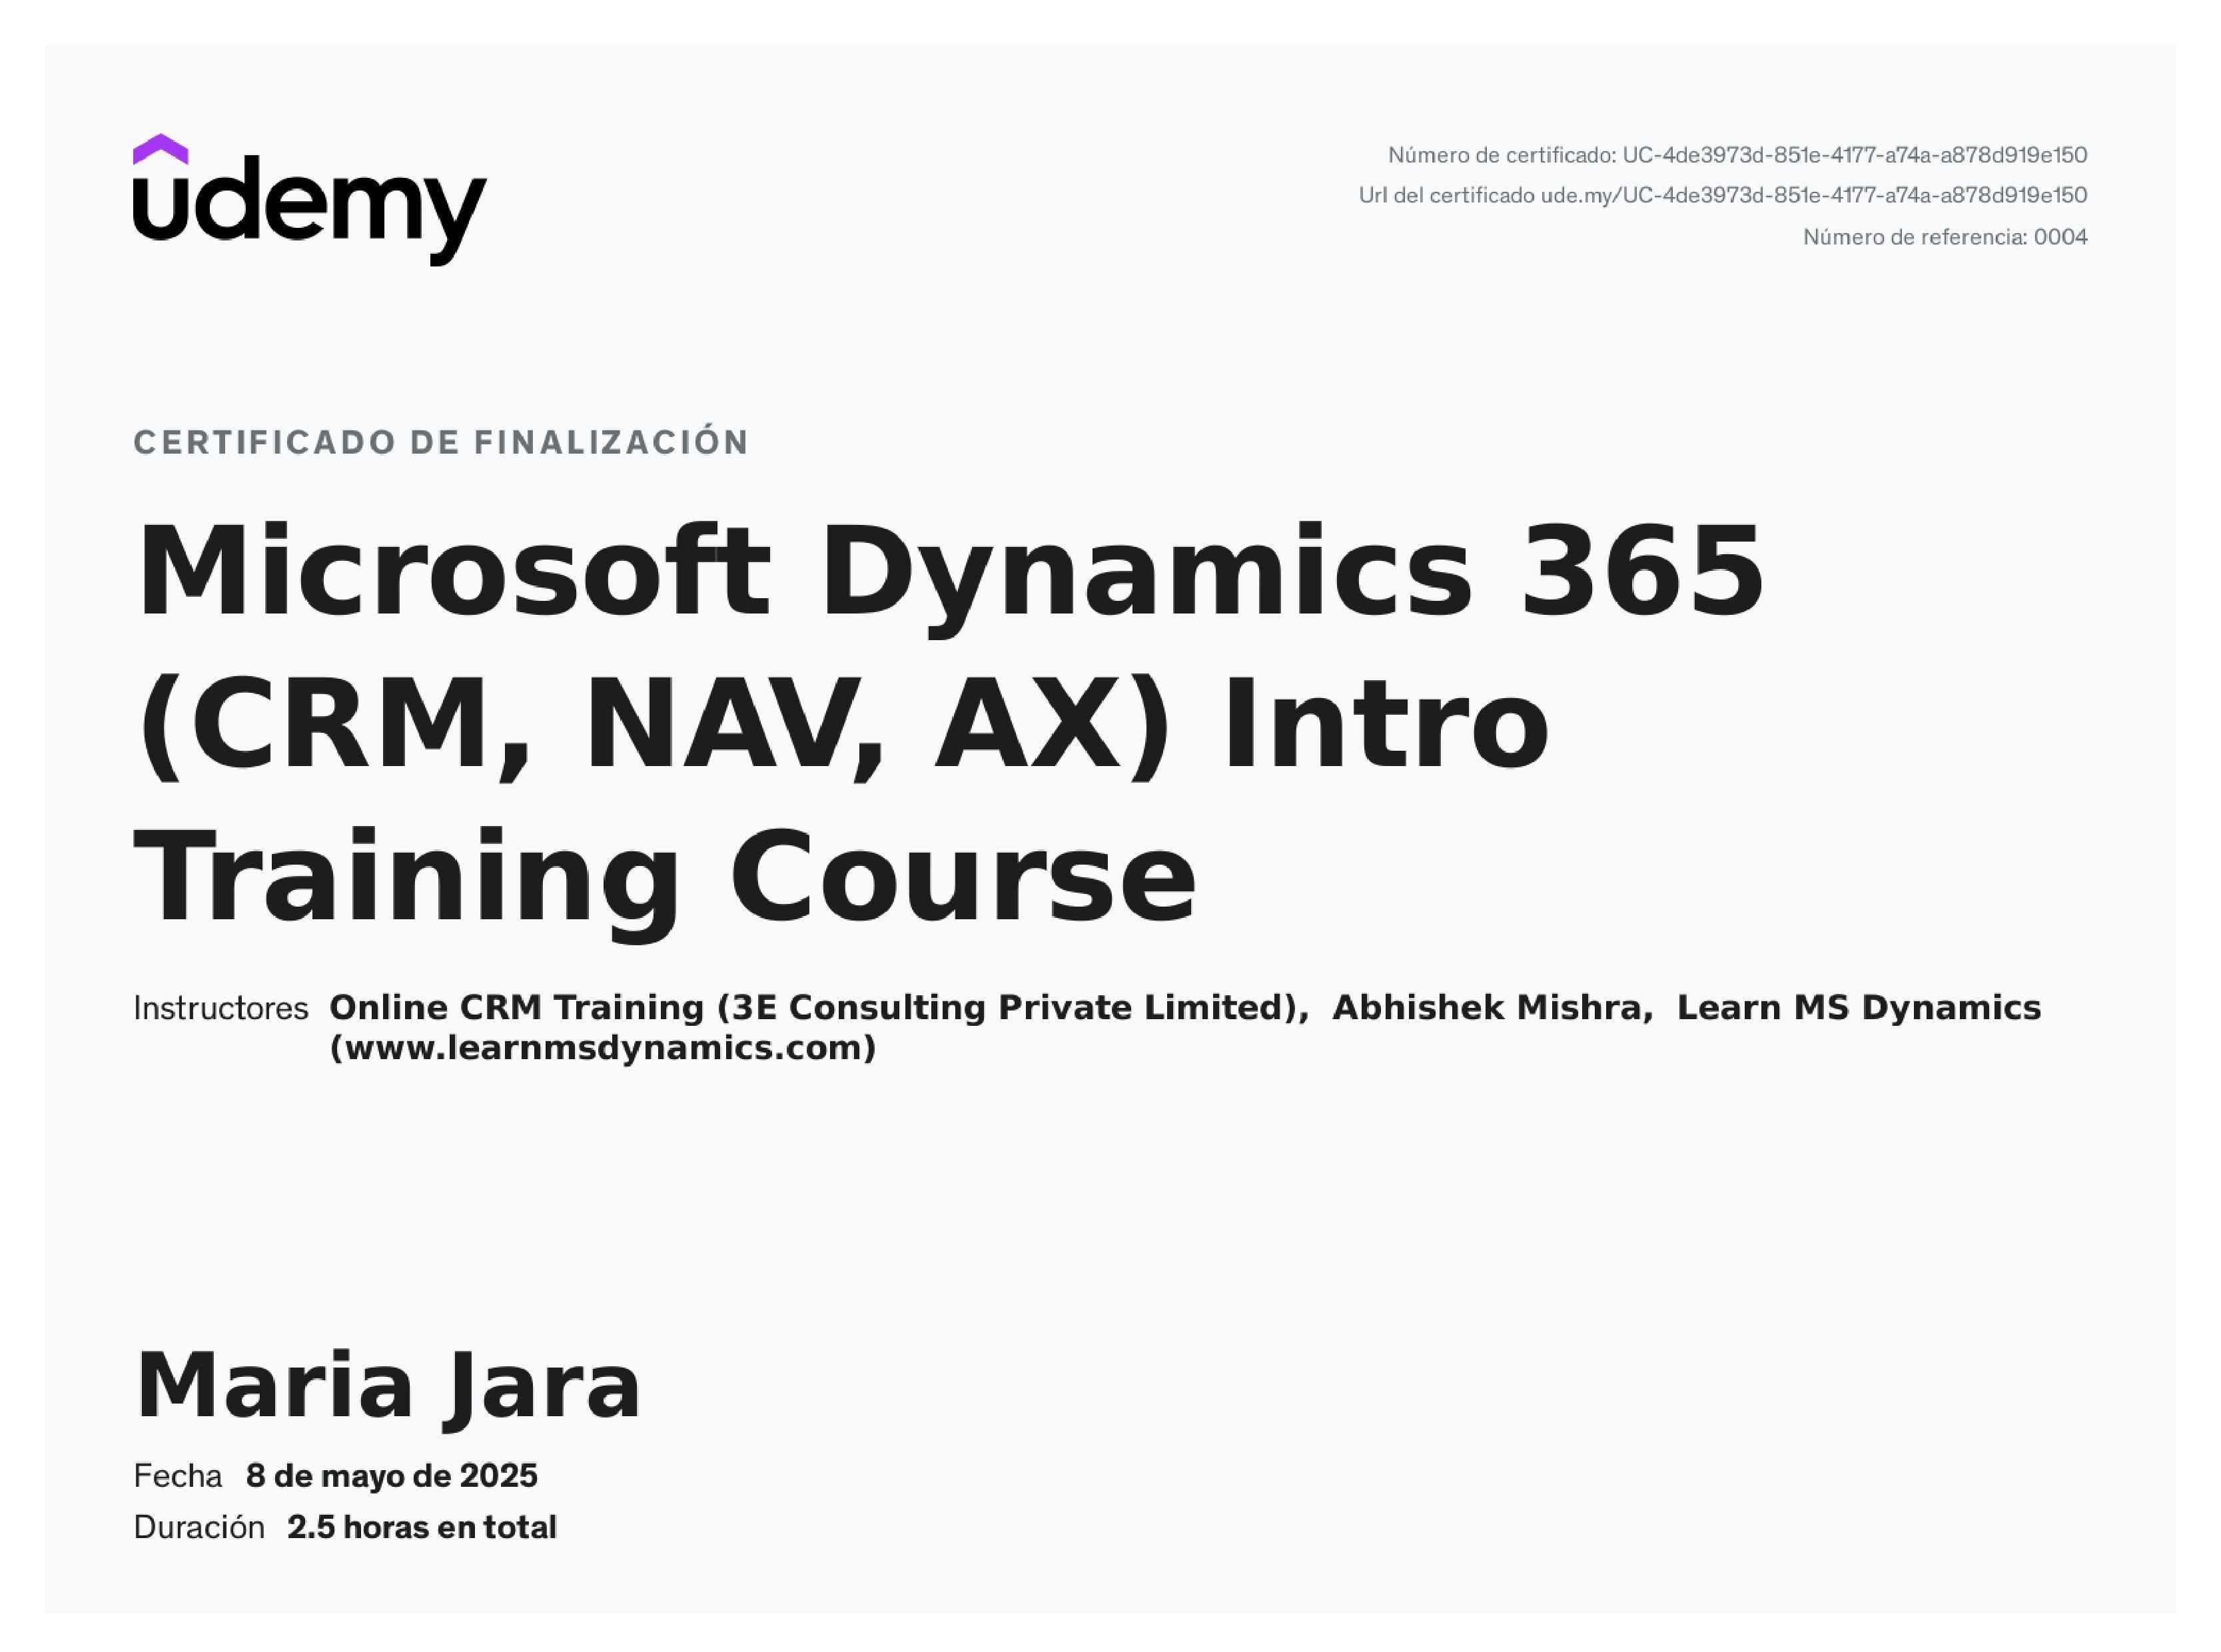 udemy
Número de certificado: UC-4de3973d-851e-4177-a74a-a878d919e150
Url del certificado ude.my/UC-4de3973d-851e-4177-a74a-a878d919e150
Número de referencia: 0004
CERTIFICADO DE FINALIZACIÓN
Microsoft Dynamics 365
(CRM, NAV, AX) Intro
Training Course
Instructores Online CRM Training (3E Consulting Private Limited), Abhishek Mishra, Learn MS Dynamics
(www.learnmsdynamics.com)
Maria Jara
Fecha 8 de mayo de 2025
Duración 2.5 horas en total